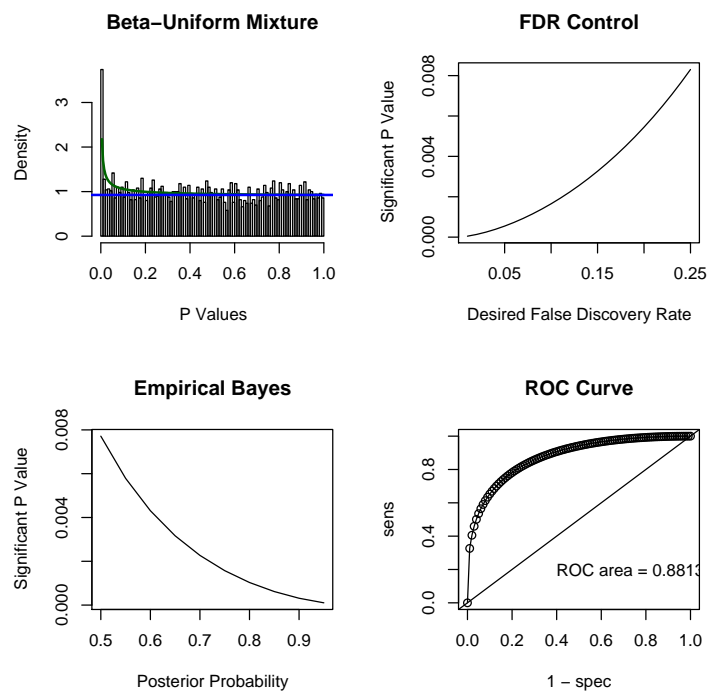 Beta−Uniform Mixture
Density
0 1 2 3
0.0 0.2 0.4 0.6 0.8 1.0
P Values
FDR Control
Significant P Value
0.000 0.004 0.008
0.05 0.15 0.25
Desired False Discovery Rate
Empirical Bayes
Significant P Value
0.000 0.004 0.008
0.5 0.6 0.7 0.8 0.9
Posterior Probability
ROC Curve
sens
0.0 0.4 0.8
ROC area = 0.8813
0.0 0.2 0.4 0.6 0.8 1.0
1 − spec